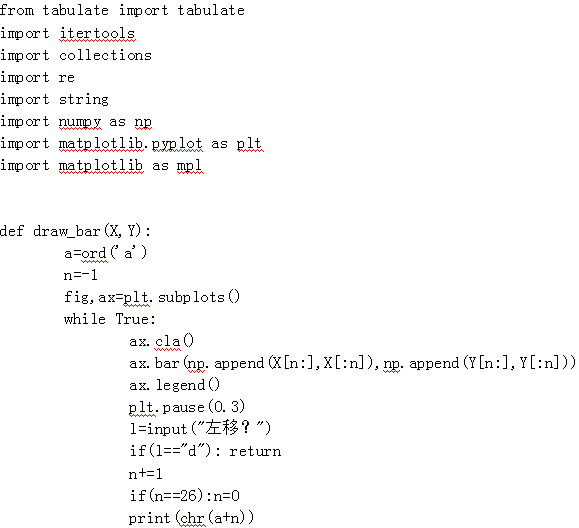 from tabulate import tabulate
import itertools
import collections
import re
import string
import numpy as np
import matplotlib.pyplot as plt
import matplotlib as mpl
def draw_bar(X,Y):
a=ord('a')
n=-1
fig,ax=plt.subplots()
while True:
ax.cla()
ax.bar(np.append(X[n:],X[:n]),np.append(Y[n:],Y[:n]))
ax.legend()
plt.pause(0.3)
l=input("左移？")
if(l=="d"): return
n+=1
if(n==26):n=0
print(chr(a+n))